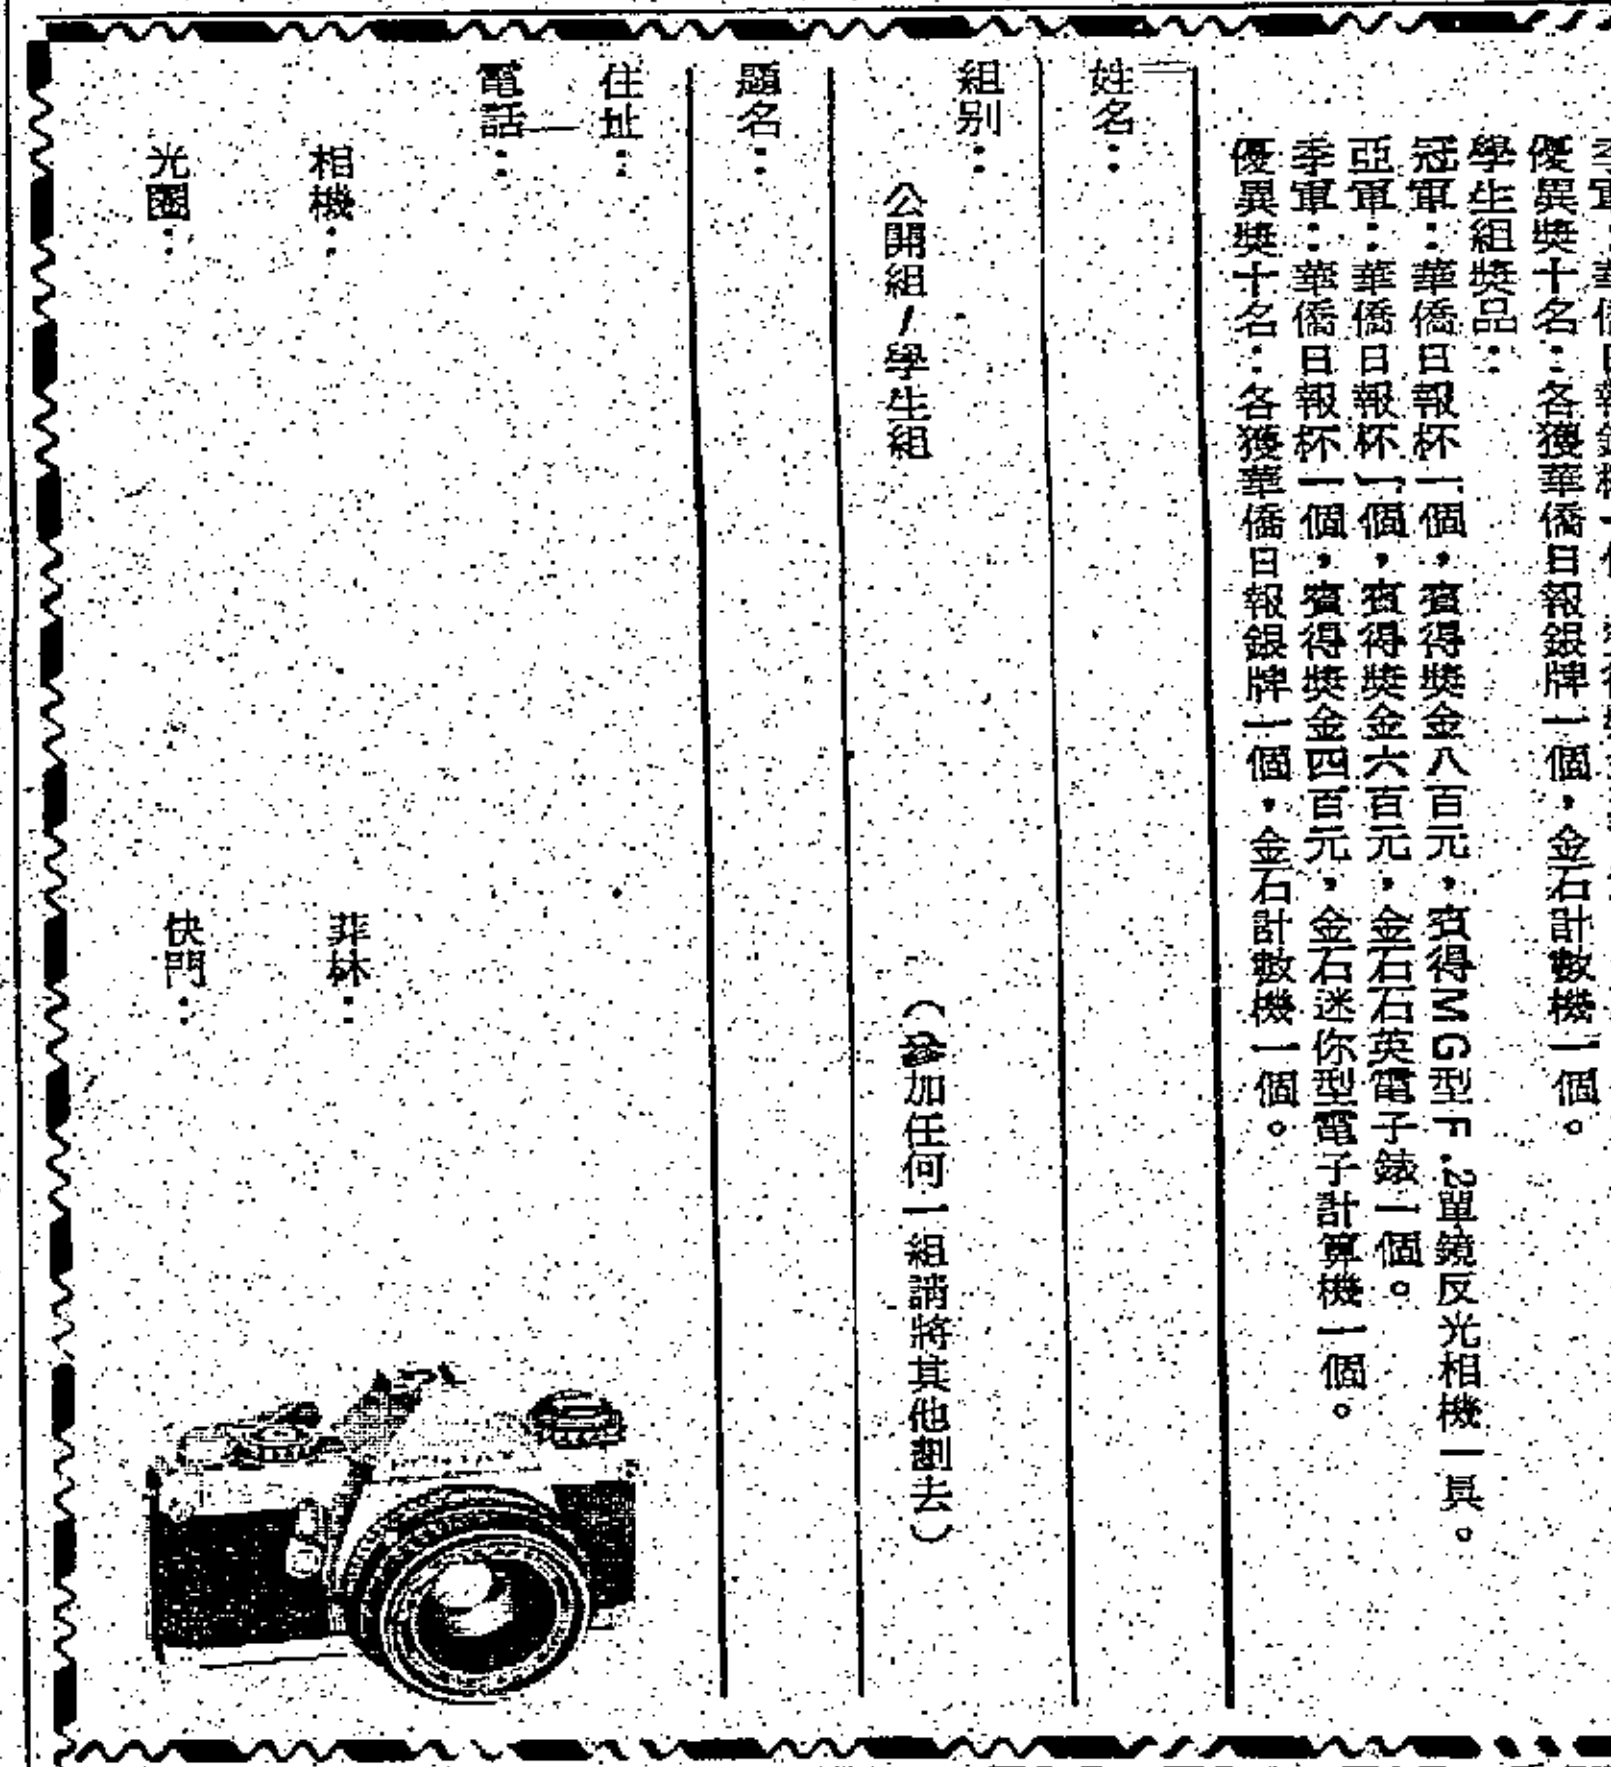 優異獎十名：各獲華僑日報銀牌一個，金石計數機一個。
學生組獎品：
冠軍：華僑日報杯一個，賓得獎金八百元，賓得MG型F.2單鏡反光相機一具。
亞軍：華僑日報杯一個，賓得獎金六百元，金石石英電子錶一個。
季軍：華僑日報杯一個，賓得獎金四百元，金石迷你型電子計算機一個。
優異獎十名：各獲華僑日報銀牌一個，金石計數機一個。
姓名：
組別：
公開組/學生組 （參加任何一組請將其他劃去）
題名：
住址：
電話：
相機： 菲林：
光圈： 快門：